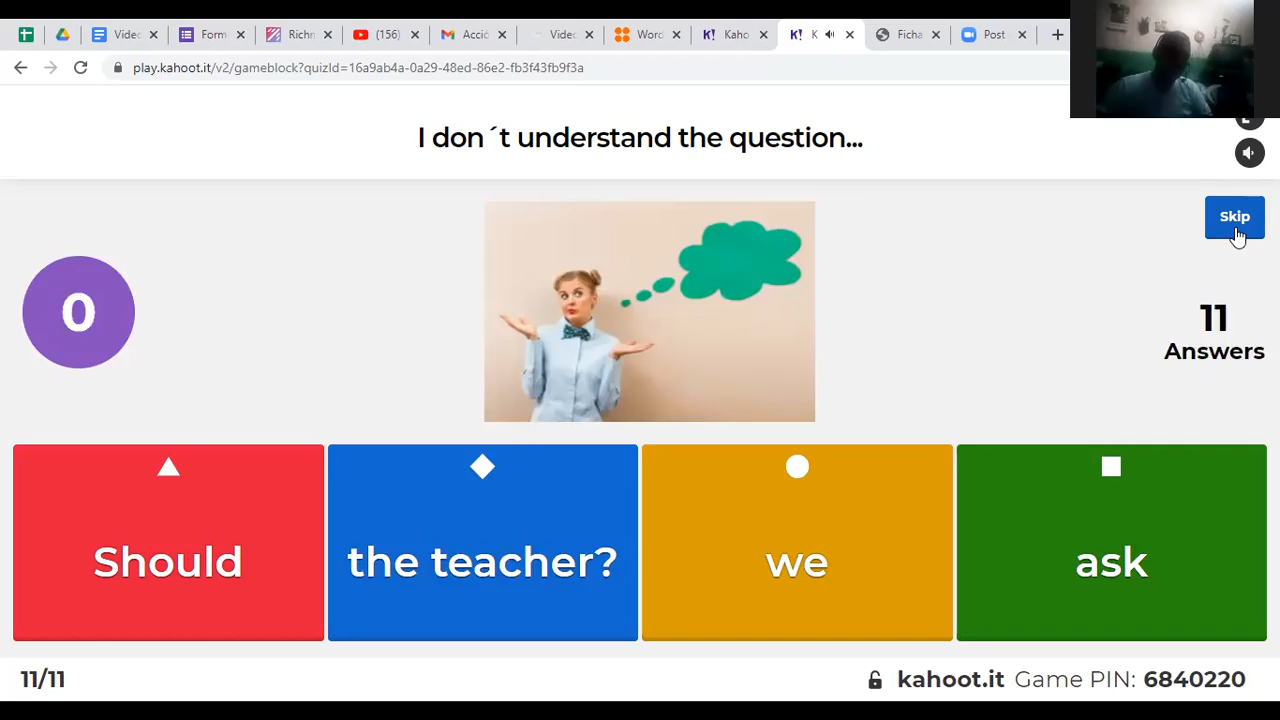 Video
Form
Richn
(156)
Acció
Video
Word
K! Kaho
K! K
Ficha
Post
play.kahoot.it/v2/gameblock?quizId=16a9ab4a-0a29-48ed-86e2-fb3f43fb9f3a
I don´t understand the question...
Skip
0
11
Answers
Should
the teacher?
we
ask
11/11
kahoot.it Game PIN: 6840220